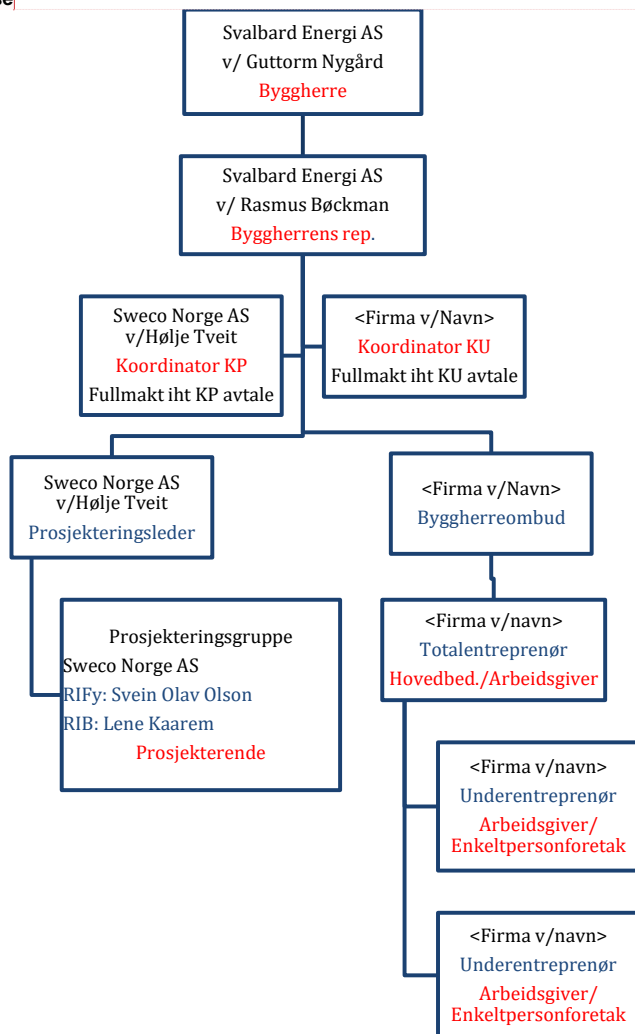 Svalbard Energi AS
v/ Guttorm Nygård
Byggherre
Svalbard Energi AS
v/ Rasmus Bøckman
Byggherrens rep.
Sweco Norge AS
v/Hølje Tveit
Koordinator KP
Fullmakt iht KP avtale
<Firma v/Navn>
Koordinator KU
Fullmakt iht KU avtale
Sweco Norge AS
v/Hølje Tveit
Prosjekteringsleder
<Firma v/Navn>
Byggherreombud
Prosjekteringsgruppe
Sweco Norge AS
RIFy: Svein Olav Olson
RIB: Lene Kaarem
Prosjekterende
<Firma v/navn>
Totalentreprenør
Hovedbed./Arbeidsgiver
<Firma v/navn>
Underentreprenør
Arbeidsgiver/
Enkeltpersonforetak
<Firma v/navn>
Underentreprenør
Arbeidsgiver/
Enkeltpersonforetak